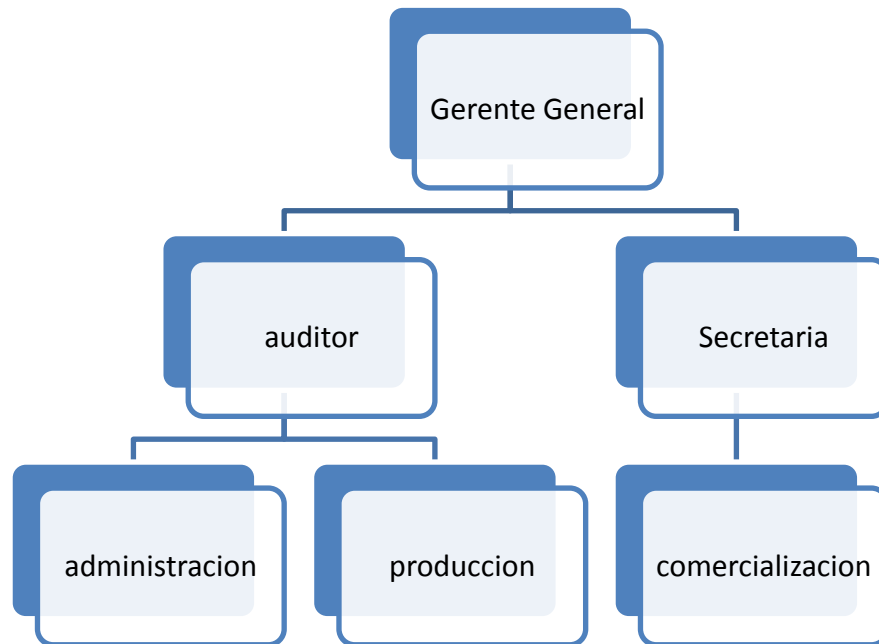 Gerente General
auditor
Secretaria
administracion
produccion
comercializacion